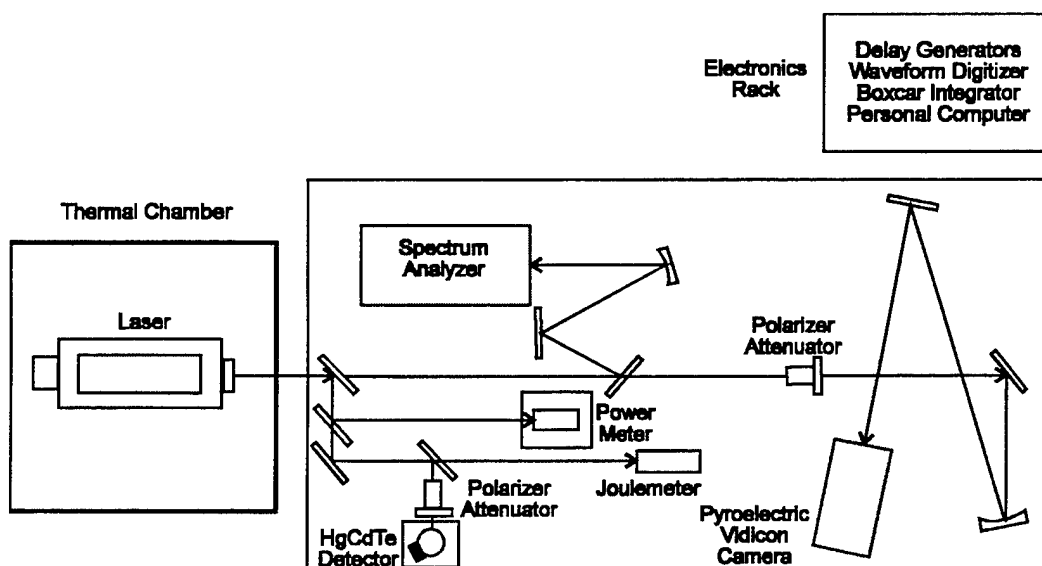 Electronics
Rack
Delay Generators
Waveform Digitizer
Boxcar Integrator
Personal Computer
Thermal Chamber
Laser
Spectrum
Analyzer
Polarizer
Attenuator
Power
Meter
Joulemeter
Polarizer
Attenuator
HgCdTe
Detector
Pyroelectric
Vidicon
Camera